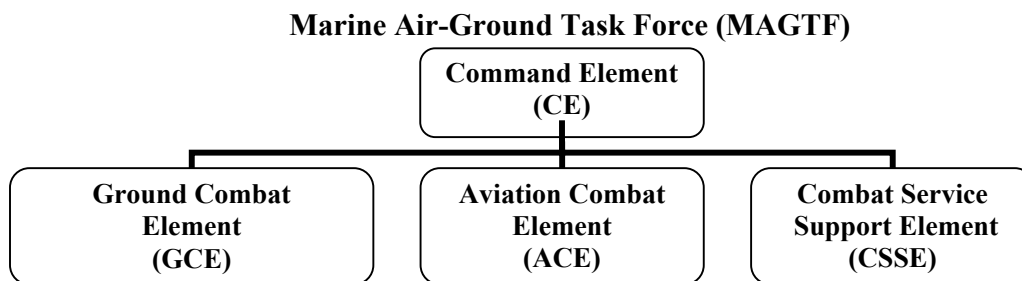 Marine Air-Ground Task Force (MAGTF)
Command Element
(CE)
Ground Combat
Element
(GCE)
Aviation Combat
Element
(ACE)
Combat Service
Support Element
(CSSE)